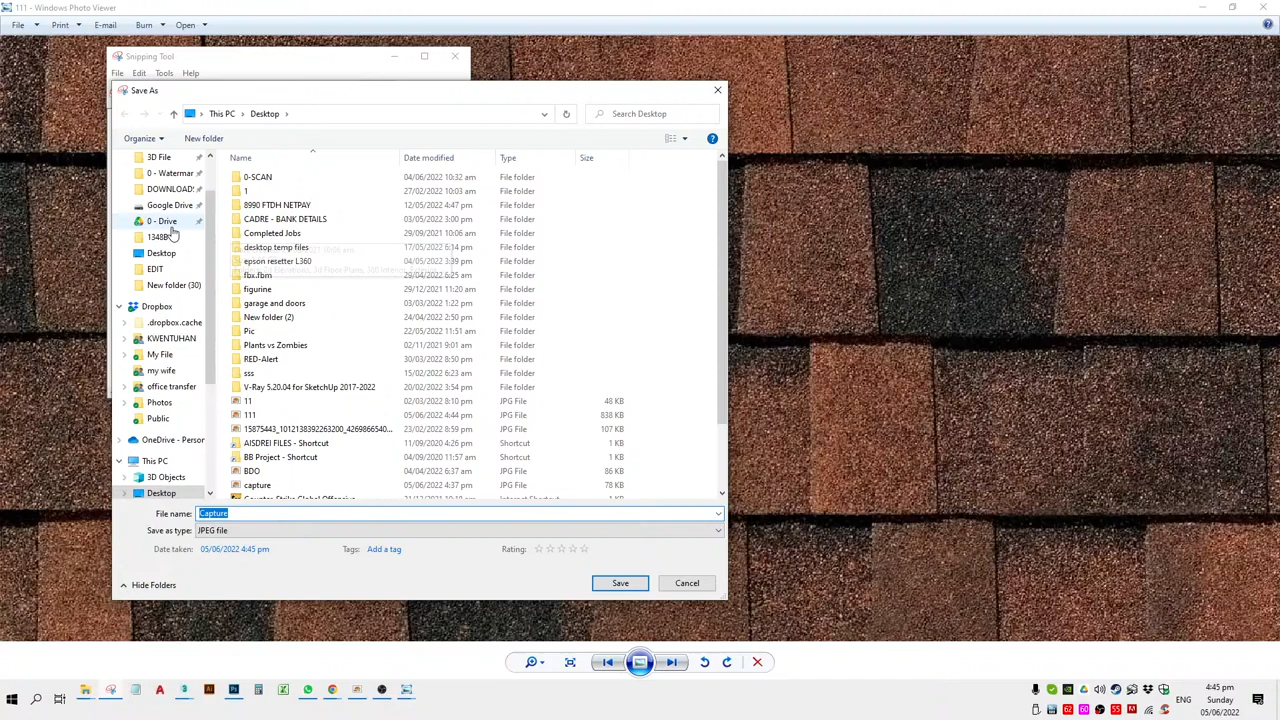 111 - Windows Photo Viewer
File Print E-mail Burn Open
Snipping Tool
File Edit Tools Help
Save As
This PC Desktop
Search Desktop
Organize New folder
Name Date modified Type Size
3D File
0 - Watermar
DOWNLOADS
Google Drive
0 - Drive
1348B
Desktop
EDIT
New folder (30)
Dropbox
.dropbox.cache
KWENTUHAN
My File
my wife
office transfer
Photos
Public
OneDrive - Person
This PC
3D Objects
Desktop
0-SCAN 04/06/2022 10:32 am File folder
1 27/02/2022 10:03 am File folder
8990 FTDH NETPAY 12/05/2022 4:47 pm File folder
CADRE - BANK DETAILS 03/05/2022 3:00 pm File folder
Completed Jobs 29/09/2021 10:06 am File folder
desktop temp files 17/05/2022 6:14 pm File folder
epson resetter L360 04/05/2022 3:39 pm File folder
fbx.fbm 29/04/2022 6:25 am File folder
figurine 29/12/2021 11:20 am File folder
garage and doors 03/03/2022 1:22 pm File folder
New folder (2) 24/04/2022 2:50 pm File folder
Pic 22/05/2022 11:51 am File folder
Plants vs Zombies 02/11/2021 9:01 am File folder
RED-Alert 30/03/2022 8:50 pm File folder
sss 15/02/2022 6:23 am File folder
V-Ray 5.20.04 for SketchUp 2017-2022 20/02/2022 3:54 pm File folder
11 02/03/2022 8:10 pm JPG File 48 KB
111 05/06/2022 4:44 pm JPG File 838 KB
15875443_1012138392263200_4269866540... 23/02/2022 9:26 pm JPG File 107 KB
AISDREI FILES - Shortcut 11/09/2020 4:26 pm Shortcut 1 KB
BB Project - Shortcut 04/09/2020 11:57 am Shortcut 1 KB
BDO 05/06/2022 4:37 pm JPG File 86 KB
capture 05/06/2022 4:37 pm JPG File 78 KB
File name: Capture
Save as type: JPEG file
Date taken: 05/06/2022 4:45 pm Tags: Add a tag Rating:
Hide Folders Save Cancel
ENG
4:45 pm
Sunday
05/06/2022
62 60 55